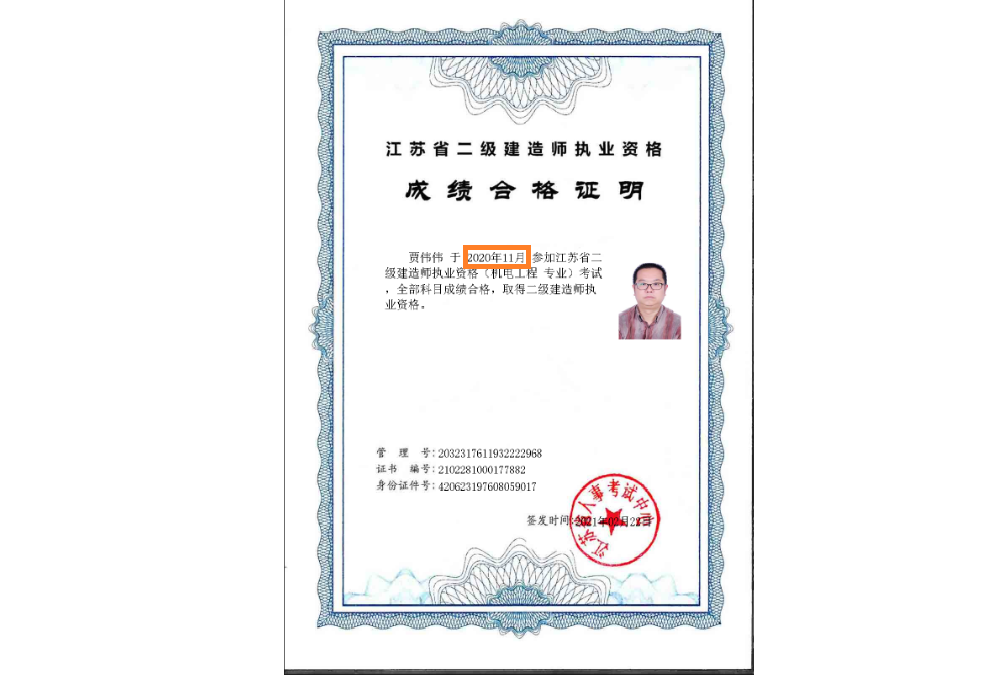 江苏省二级建造师执业资格
成绩合格证明
贾伟伟 于 2020年11月 参加江苏省二
级建造师执业资格（机电工程 专业）考试
，全部科目成绩合格，取得二级建造师执
业资格。
管 理 号：2032317611932222968
证书 编号：2102281000177882
身份证件号：420623197608059017
签发时间：2021年02月22日
江苏省人事考试中心